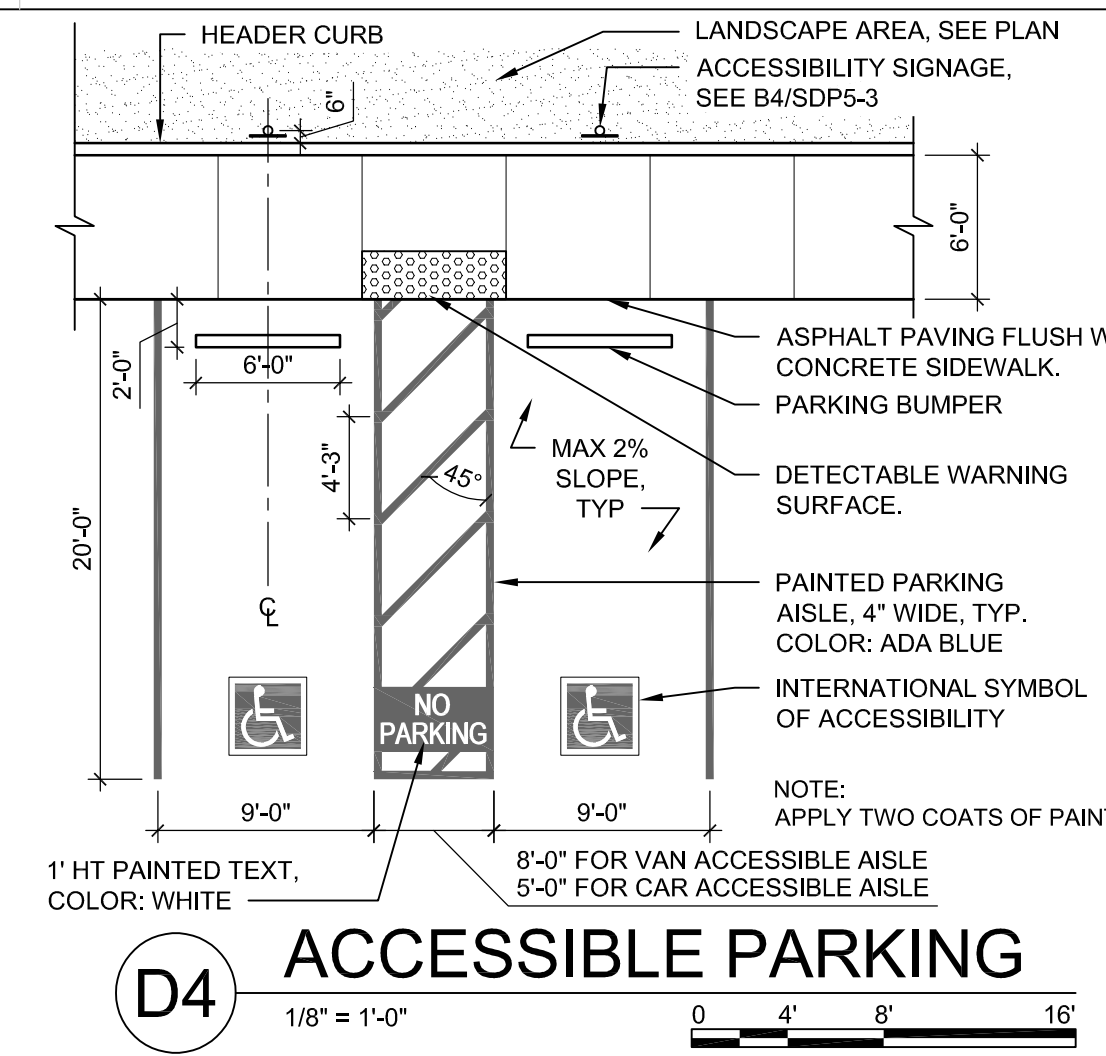 HEADER CURB
LANDSCAPE AREA, SEE PLAN
ACCESSIBILITY SIGNAGE,
SEE B4/SDP5-3
6"
6'-0"
ASPHALT PAVING FLUSH W
CONCRETE SIDEWALK.
2'-0"
6'-0"
PARKING BUMPER
MAX 2%
SLOPE,
TYP
4'-3"
45°
DETECTABLE WARNING
SURFACE.
20'-0"
PAINTED PARKING
AISLE, 4" WIDE, TYP.
COLOR: ADA BLUE
CL
INTERNATIONAL SYMBOL
OF ACCESSIBILITY
NO
PARKING
NOTE:
APPLY TWO COATS OF PAINT
9'-0"
9'-0"
1' HT PAINTED TEXT,
COLOR: WHITE
8'-0" FOR VAN ACCESSIBLE AISLE
5'-0" FOR CAR ACCESSIBLE AISLE
D4
ACCESSIBLE PARKING
1/8" = 1'-0"
0 4' 8' 16'